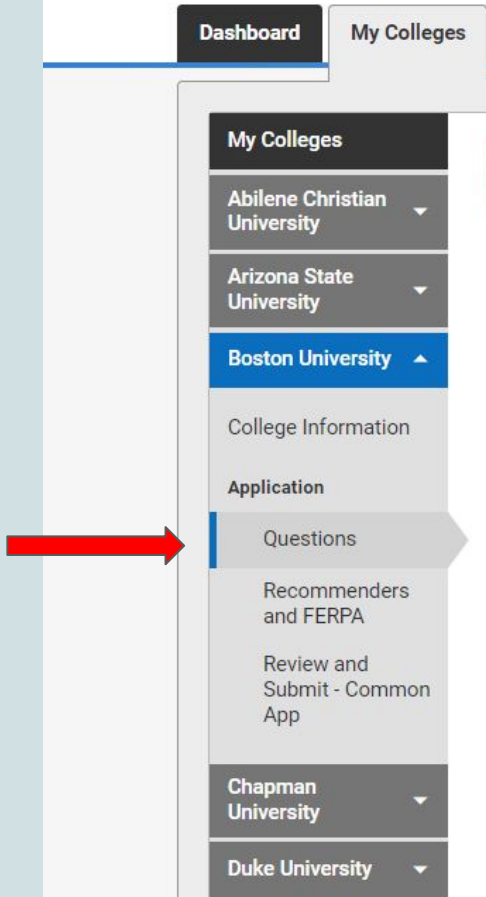 Dashboard
My Colleges
My Colleges
Abilene Christian
University
Arizona State
University
Boston University
College Information
Application
Questions
Recommenders
and FERPA
Review and
Submit - Common
App
Chapman
University
Duke University